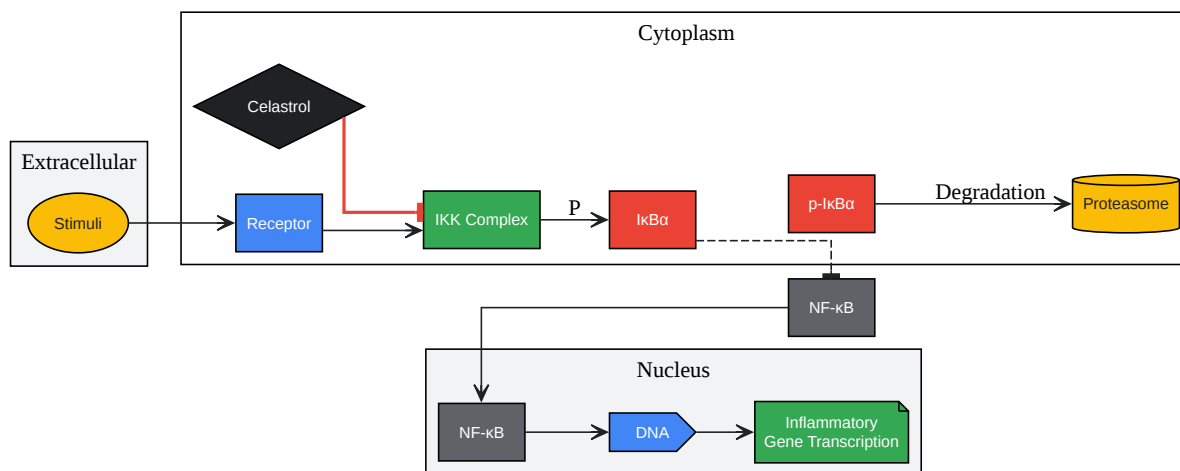 Cytoplasm
Celastrol
Extracellular
Stimuli
Receptor
IKK Complex
P
IκBα
p-IκBα
Degradation
Proteasome
NF-κB
Nucleus
NF-κB
DNA
Inflammatory
Gene Transcription